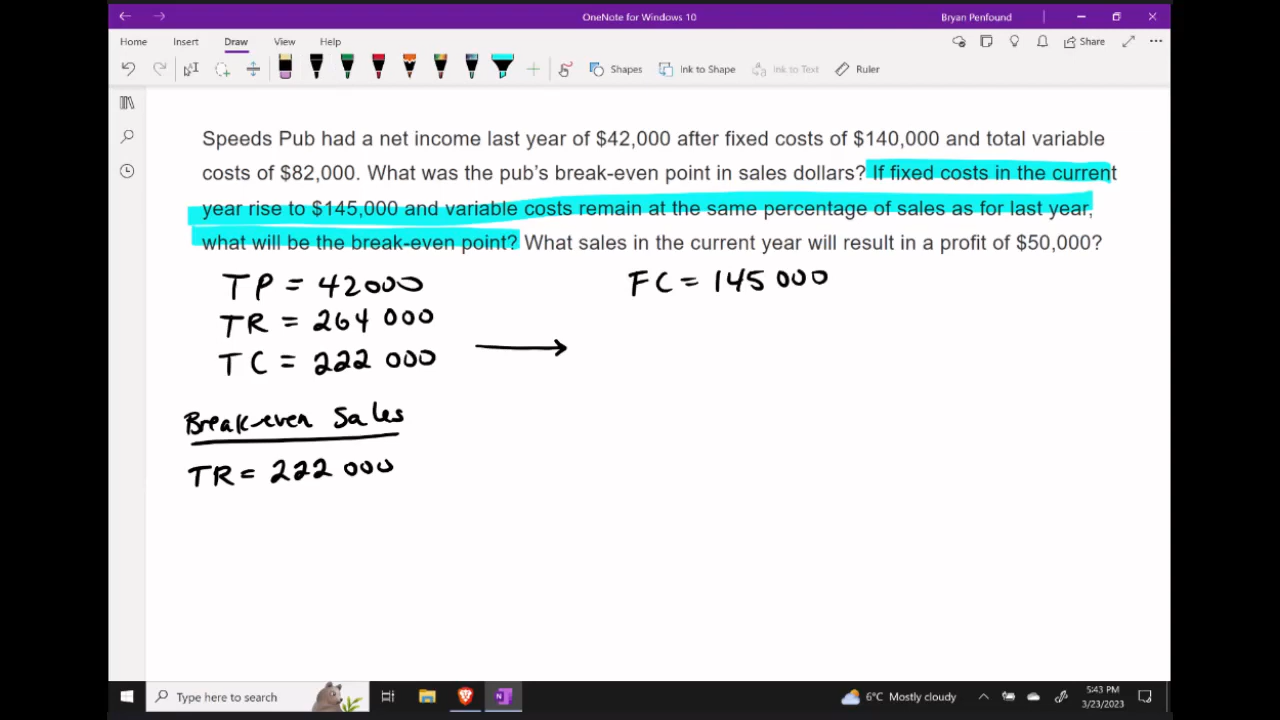 OneNote for Windows 10
Bryan Penfound
Home Insert Draw View Help
Share
Shapes Ink to Shape Ink to Text Ruler
Speeds Pub had a net income last year of $42,000 after fixed costs of $140,000 and total variable
costs of $82,000. What was the pub's break-even point in sales dollars? If fixed costs in the current
year rise to $145,000 and variable costs remain at the same percentage of sales as for last year,
what will be the break-even point? What sales in the current year will result in a profit of $50,000?
TP = 42000
TR = 264 000
TC = 222 000
FC = 145 000
Break-even Sales
TR = 222 000
Type here to search
6°C Mostly cloudy
5:43 PM
3/23/2023